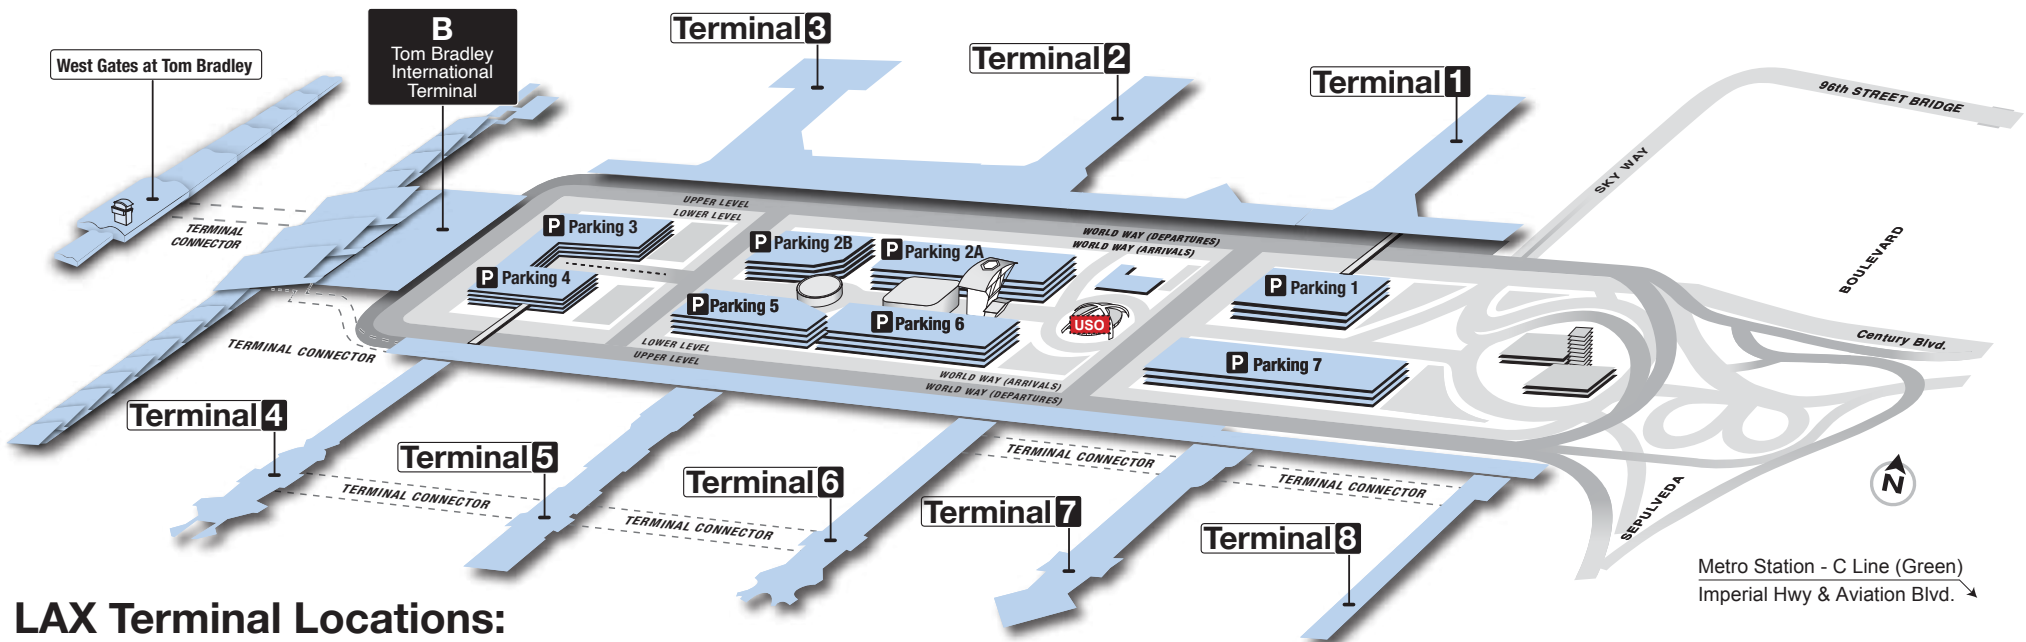 West Gates at Tom Bradley
B
Tom Bradley
International
Terminal
Terminal 3
Terminal 2
Terminal 1
96th STREET BRIDGE
SKY WAY
BOULEVARD
Century Blvd.
SEPULVEDA
TERMINAL
CONNECTOR
UPPER LEVEL
LOWER LEVEL
WORLD WAY (DEPARTURES)
WORLD WAY (ARRIVALS)
P Parking 3
P Parking 2B
P Parking 2A
P Parking 4
P Parking 1
P Parking 5
P Parking 6
USO
P Parking 7
LOWER LEVEL
UPPER LEVEL
WORLD WAY (ARRIVALS)
WORLD WAY (DEPARTURES)
TERMINAL CONNECTOR
Terminal 4
Terminal 5
Terminal 6
Terminal 7
Terminal 8
TERMINAL CONNECTOR
TERMINAL CONNECTOR
TERMINAL CONNECTOR
TERMINAL CONNECTOR
N
Metro Station - C Line (Green)
Imperial Hwy & Aviation Blvd.
LAX Terminal Locations: